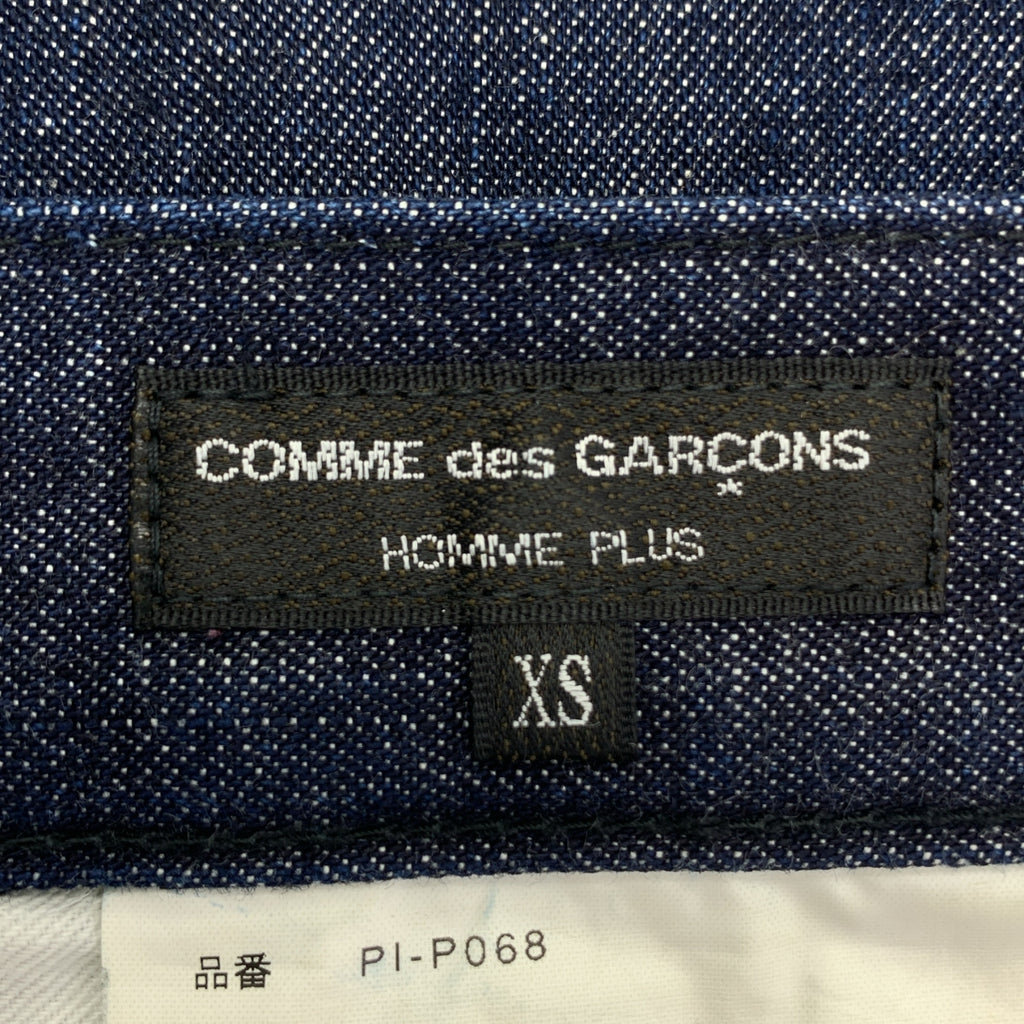 COMME des GARÇONS
HOMME PLUS
XS
品番 PI-P068